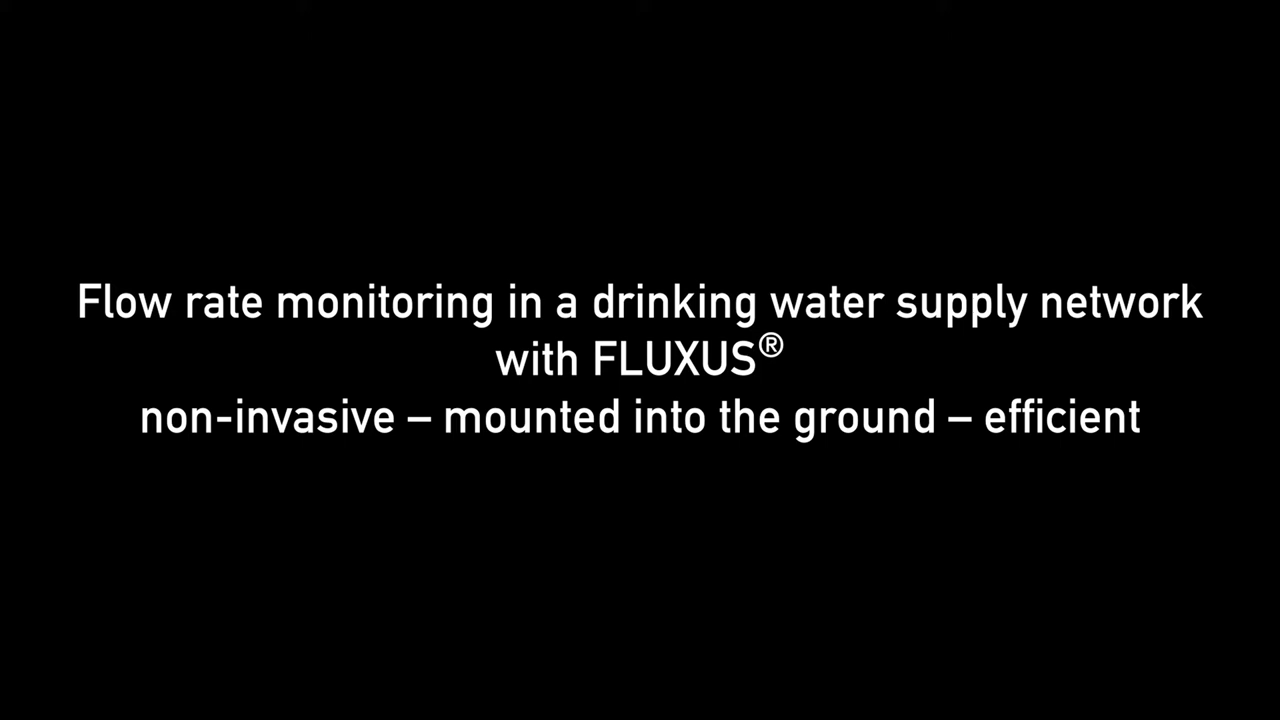 Flow rate monitoring in a drinking water supply network
with FLUXUS®
non-invasive – mounted into the ground – efficient